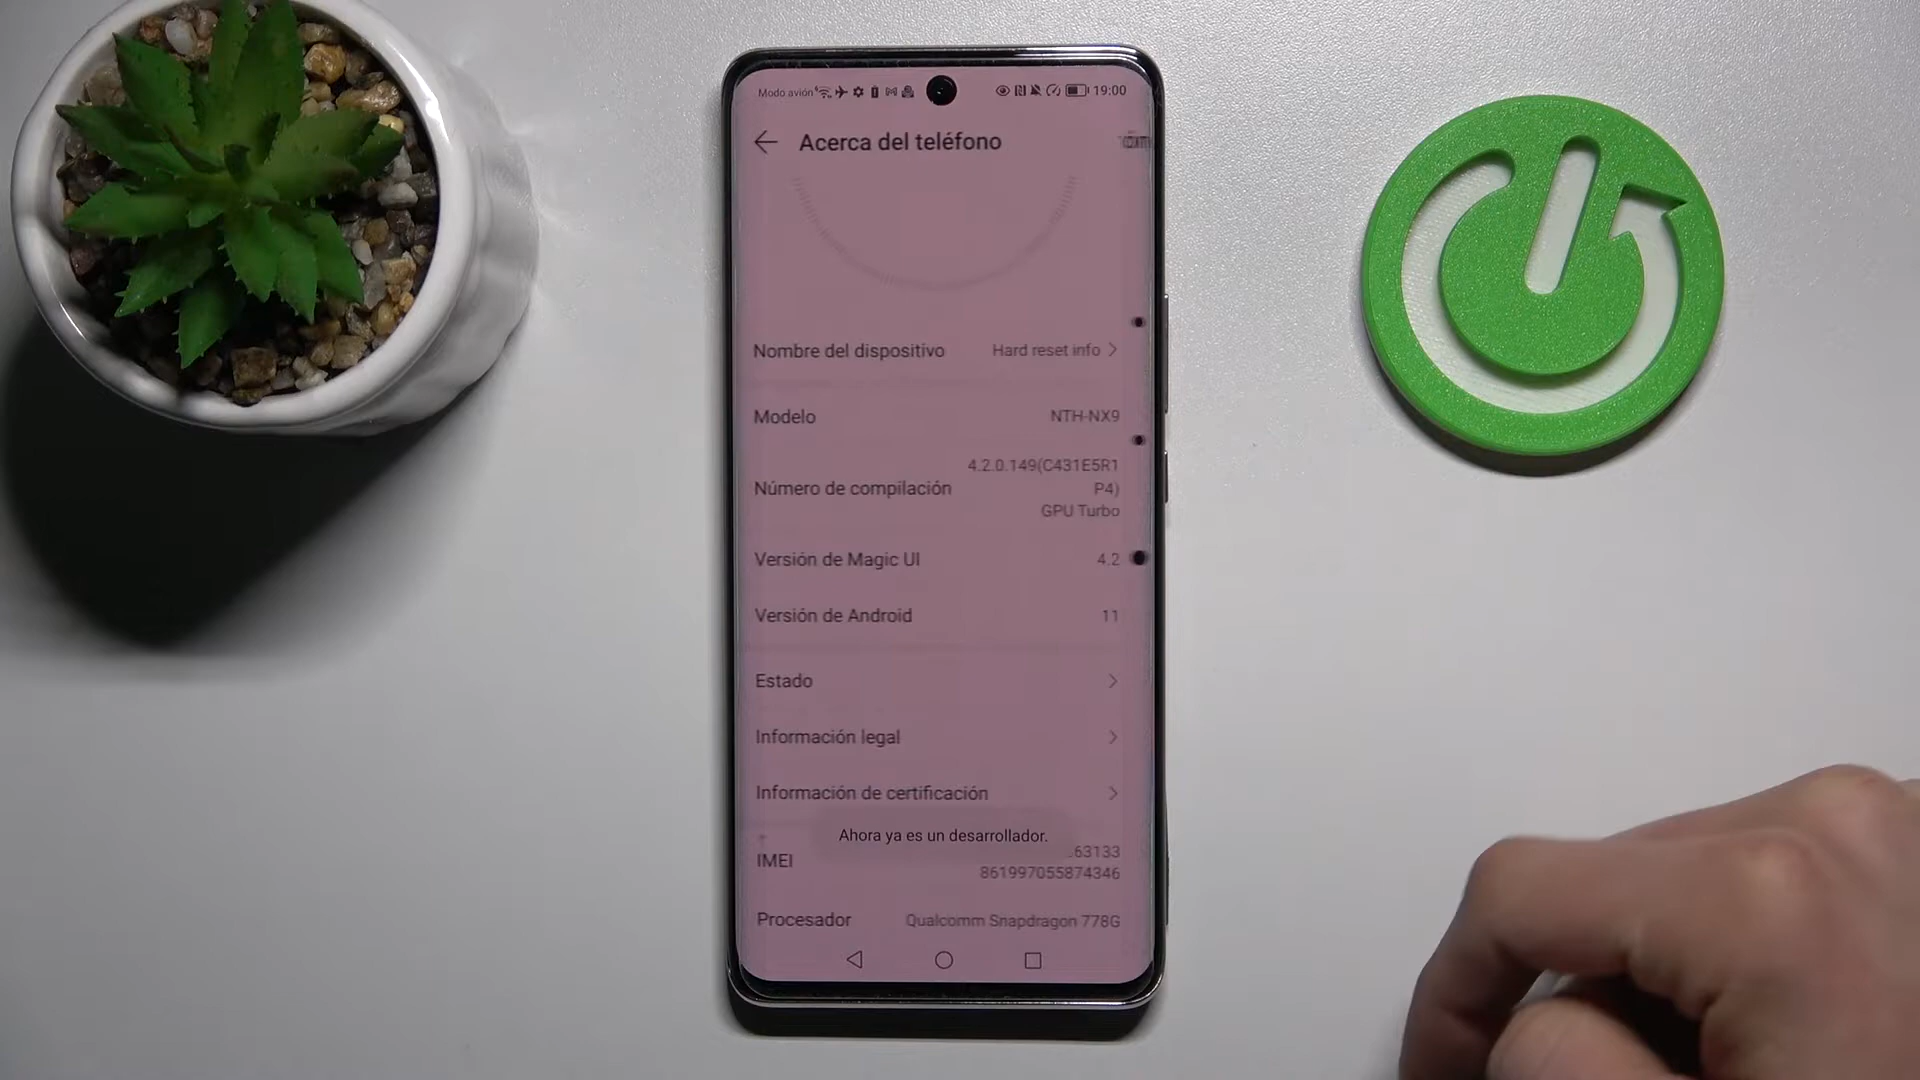 Modo avión 19:00
Acerca del teléfono
Nombre del dispositivo Hard reset info
Modelo NTH-NX9
4.2.0.149(C431E5R1
Número de compilación P4)
GPU Turbo
Versión de Magic UI 4.2
Versión de Android 11
Estado
Información legal
Información de certificación
Ahora ya es un desarrollador.
IMEI 63133
861997055874346
Procesador Qualcomm Snapdragon 778G